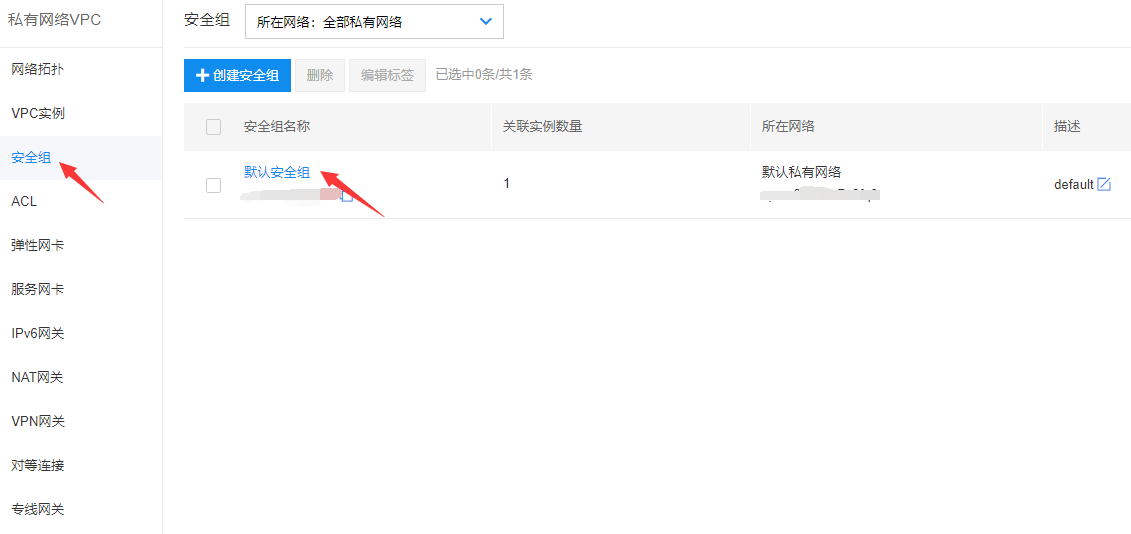 私有网络VPC
网络拓扑
VPC实例
安全组
ACL
弹性网卡
服务网卡
IPv6网关
NAT网关
VPN网关
对等连接
专线网关
安全组 所在网络：全部私有网络
创建安全组 删除 编辑标签 已选中0条/共1条
安全组名称 关联实例数量 所在网络 描述
默认安全组 1 默认私有网络 default